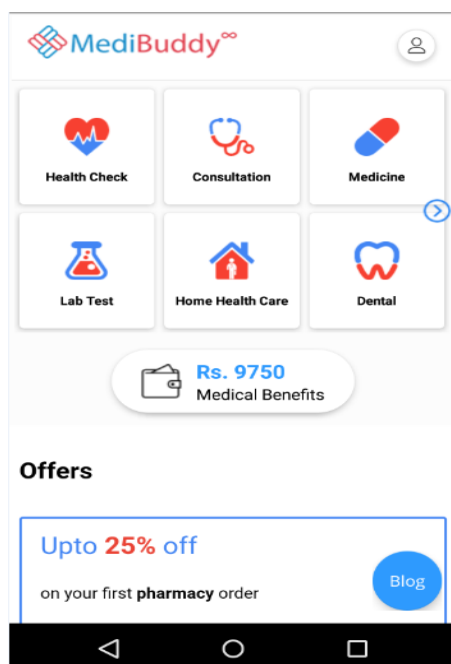 MediBuddy∞
Health Check
Consultation
Medicine
Lab Test
Home Health Care
Dental
Rs. 9750
Medical Benefits
Offers
Upto 25% off
on your first pharmacy order
Blog